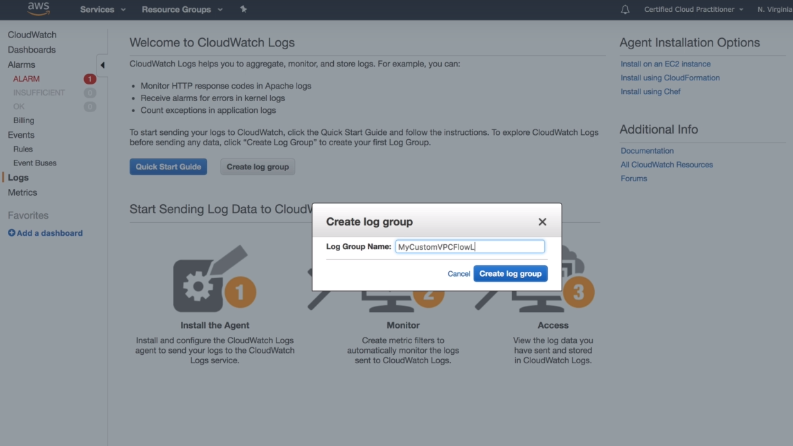 aws
Services
Resource Groups
Certified Cloud Practitioner
N. Virginia
CloudWatch
Dashboards
Alarms
ALARM 1
INSUFFICIENT 0
OK 0
Billing
Events
Rules
Event Buses
Logs
Metrics
Favorites
Add a dashboard
Welcome to CloudWatch Logs
CloudWatch Logs helps you to aggregate, monitor, and store logs. For example, you can:
• Monitor HTTP response codes in Apache logs
• Receive alarms for errors in kernel logs
• Count exceptions in application logs
To start sending your logs to CloudWatch, click the Quick Start Guide and follow the instructions. To explore CloudWatch Logs
before sending any data, click "Create Log Group" to create your first Log Group.
Quick Start Guide
Create log group
Start Sending Log Data to CloudW
Create log group
Log Group Name: MyCustomVPCFlowL
Cancel
Create log group
1
2
3
Install the Agent
Install and configure the CloudWatch Logs
agent to send your logs to the CloudWatch
Logs service.
Monitor
Create metric filters to
automatically monitor the logs
sent to CloudWatch Logs.
Access
View the log data you
have sent and stored
in CloudWatch Logs.
Agent Installation Options
Install on an EC2 instance
Install using CloudFormation
Install using Chef
Additional Info
Documentation
All CloudWatch Resources
Forums